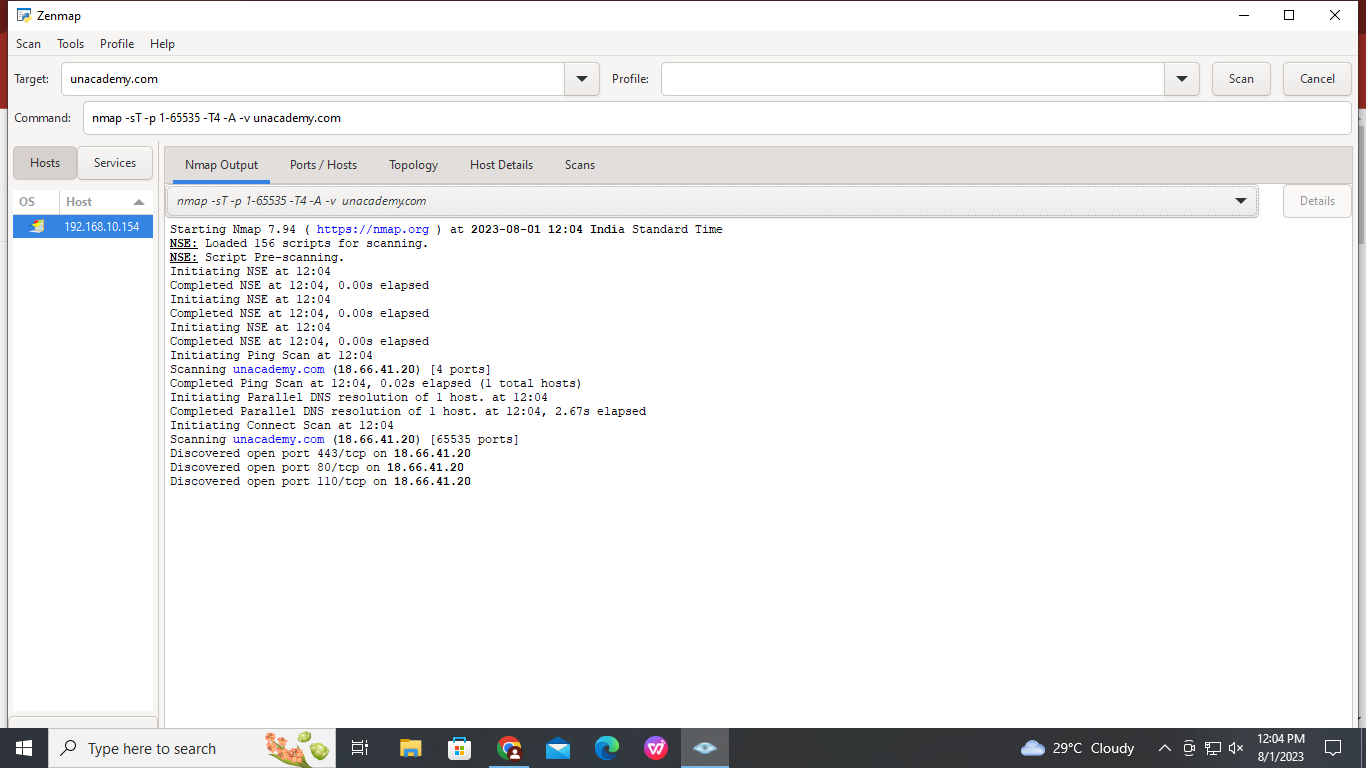 Zenmap
Scan Tools Profile Help
Target: unacademy.com Profile: Scan Cancel
Command: nmap -sT -p 1-65535 -T4 -A -v unacademy.com
Hosts Services
OS Host
192.168.10.154
Nmap Output Ports / Hosts Topology Host Details Scans
nmap -sT -p 1-65535 -T4 -A -v unacademy.com Details
Starting Nmap 7.94 ( https://nmap.org ) at 2023-08-01 12:04 India Standard Time
NSE: Loaded 156 scripts for scanning.
NSE: Script Pre-scanning.
Initiating NSE at 12:04
Completed NSE at 12:04, 0.00s elapsed
Initiating NSE at 12:04
Completed NSE at 12:04, 0.00s elapsed
Initiating NSE at 12:04
Completed NSE at 12:04, 0.00s elapsed
Initiating Ping Scan at 12:04
Scanning unacademy.com (18.66.41.20) [4 ports]
Completed Ping Scan at 12:04, 0.02s elapsed (1 total hosts)
Initiating Parallel DNS resolution of 1 host. at 12:04
Completed Parallel DNS resolution of 1 host. at 12:04, 2.67s elapsed
Initiating Connect Scan at 12:04
Scanning unacademy.com (18.66.41.20) [65535 ports]
Discovered open port 443/tcp on 18.66.41.20
Discovered open port 80/tcp on 18.66.41.20
Discovered open port 110/tcp on 18.66.41.20
Type here to search
29°C Cloudy
12:04 PM
8/1/2023